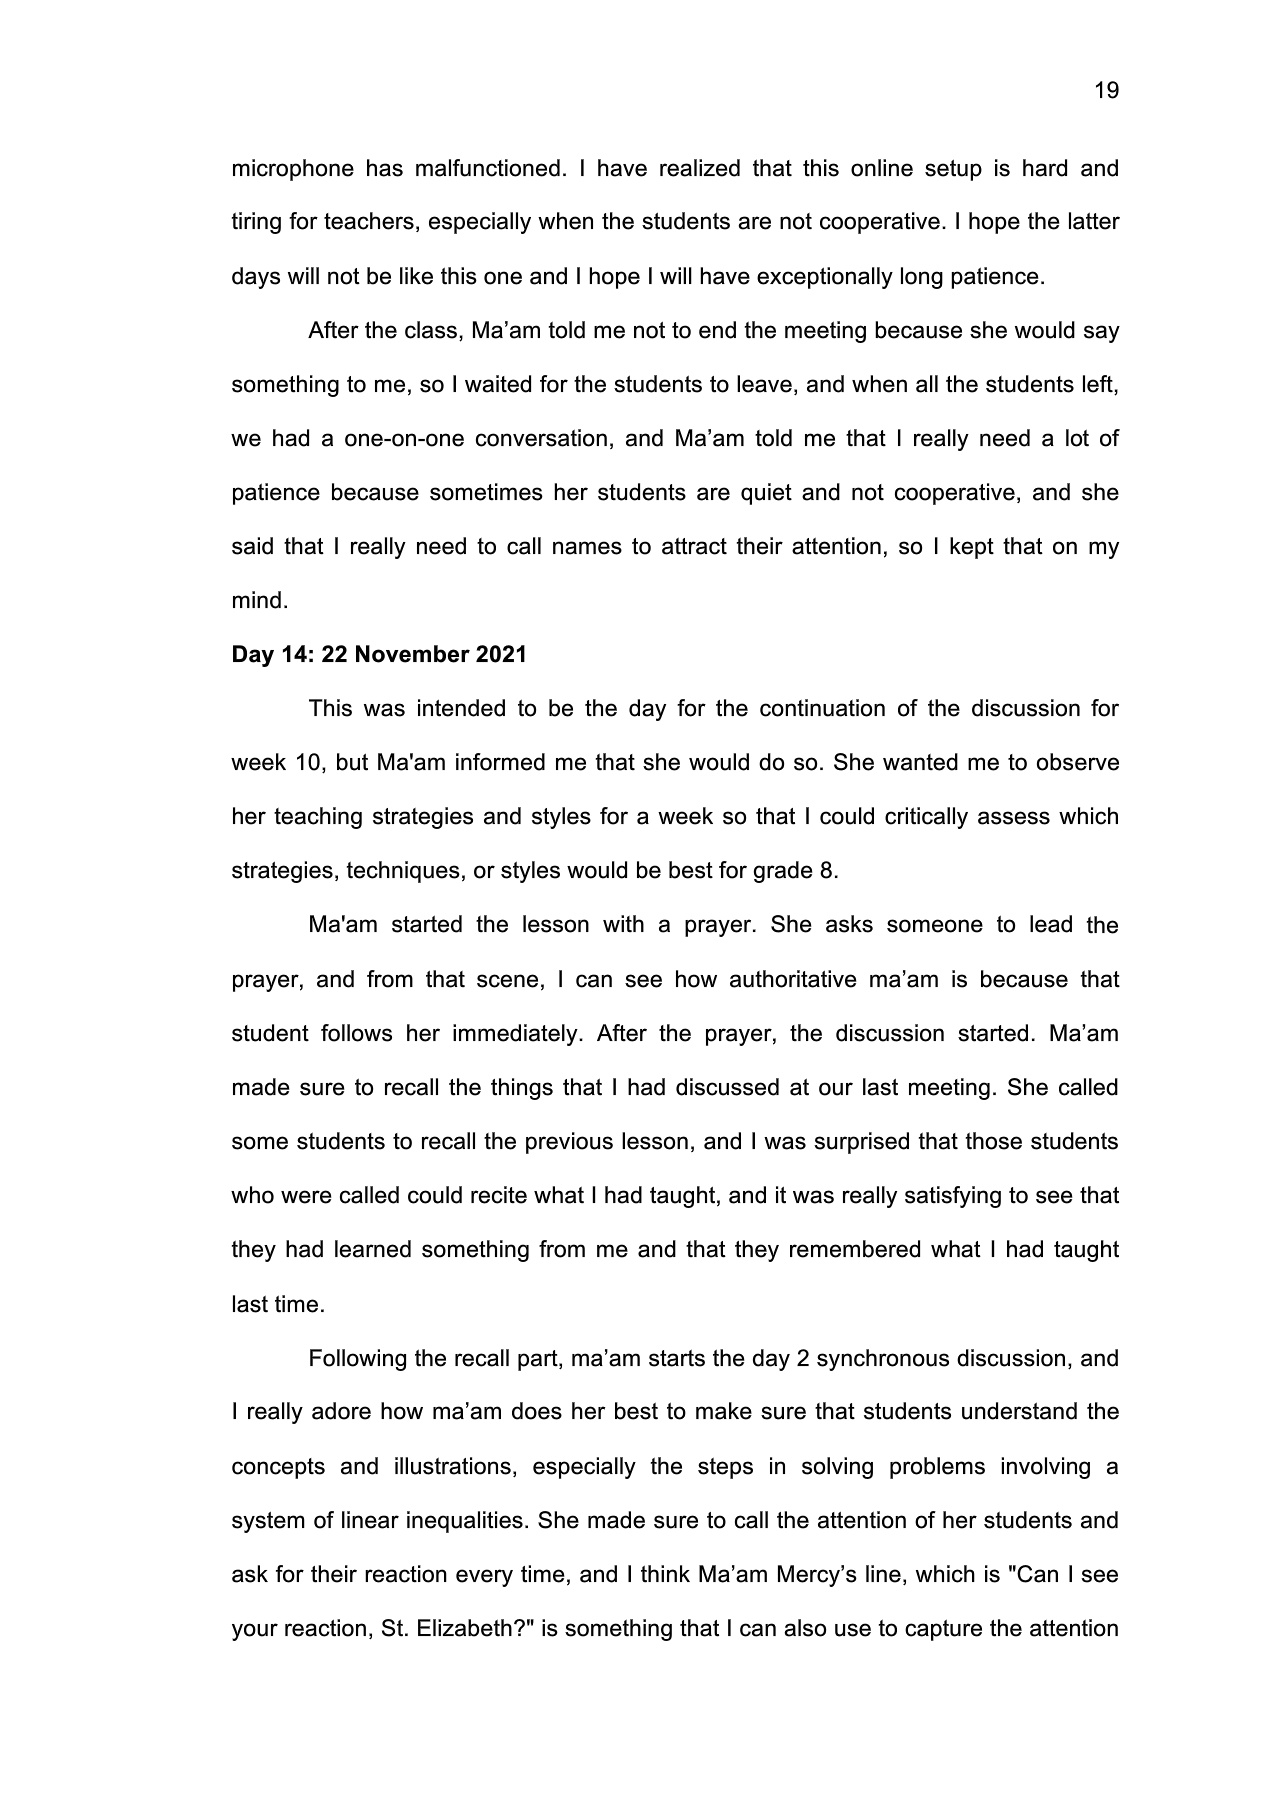 19
microphone has malfunctioned. I have realized that this online setup is hard and
tiring for teachers, especially when the students are not cooperative. I hope the latter
days will not be like this one and I hope I will have exceptionally long patience.
After the class, Ma’am told me not to end the meeting because she would say
something to me, so I waited for the students to leave, and when all the students left,
we had a one-on-one conversation, and Ma’am told me that I really need a lot of
patience because sometimes her students are quiet and not cooperative, and she
said that I really need to call names to attract their attention, so I kept that on my
mind.
Day 14: 22 November 2021
This was intended to be the day for the continuation of the discussion for
week 10, but Ma'am informed me that she would do so. She wanted me to observe
her teaching strategies and styles for a week so that I could critically assess which
strategies, techniques, or styles would be best for grade 8.
Ma'am started the lesson with a prayer. She asks someone to lead the
prayer, and from that scene, I can see how authoritative ma’am is because that
student follows her immediately. After the prayer, the discussion started. Ma’am
made sure to recall the things that I had discussed at our last meeting. She called
some students to recall the previous lesson, and I was surprised that those students
who were called could recite what I had taught, and it was really satisfying to see that
they had learned something from me and that they remembered what I had taught
last time.
Following the recall part, ma’am starts the day 2 synchronous discussion, and
I really adore how ma’am does her best to make sure that students understand the
concepts and illustrations, especially the steps in solving problems involving a
system of linear inequalities. She made sure to call the attention of her students and
ask for their reaction every time, and I think Ma’am Mercy’s line, which is "Can I see
your reaction, St. Elizabeth?" is something that I can also use to capture the attention